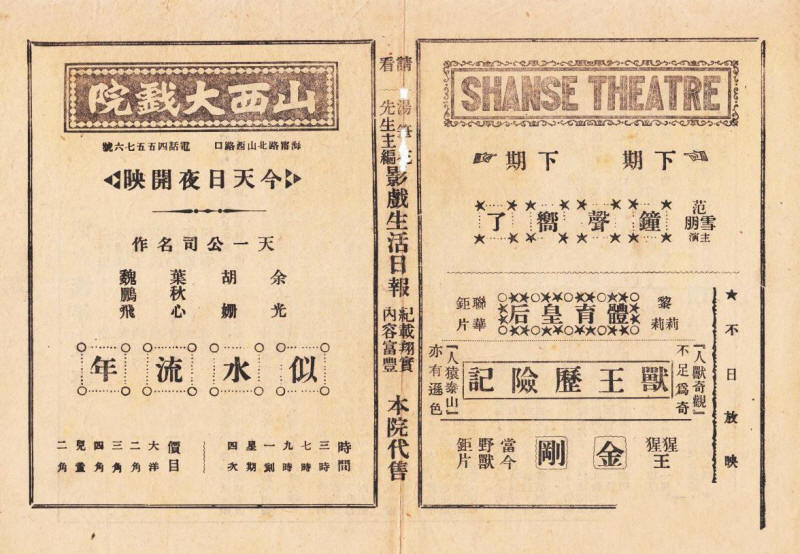 SHANSE THEATRE
下期 下期
范雪朋主演
鐘聲嚮了
黎莉莉
體育皇后
聯華鉅片
『人獸奇觀』不足爲奇
獸王歷險記
『人猿泰山』亦有遜色
猩猩王
金剛
當今野獸鉅片
★不日放映
請看
湯
先生主編
影戲生活日報
紀載翔實
內容富豐
本院代售
山西大戲院
海甯路北山西路口 電話四五五七六號
今天日夜開映
天一公司名作
余光
胡姍
葉秋心
魏鵬飛
似水流年
時間
三時
七時
九時
一刻
星期
四次
價目
大洋
二角
三角
四角
兒童
二角